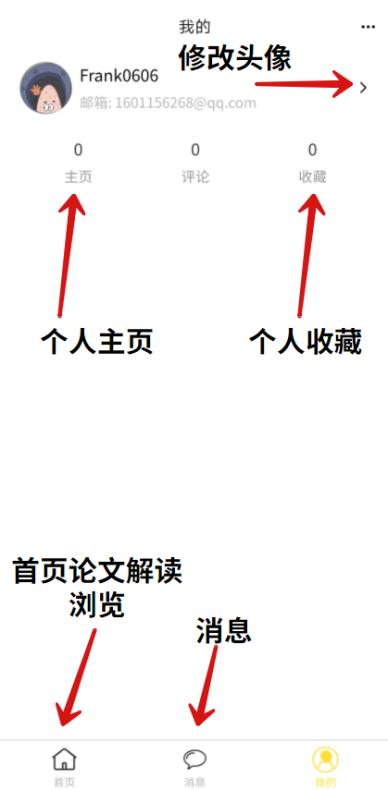 我的
修改头像
Frank0606
邮箱: 1601156268@qq.com
0 0 0
主页 评论 收藏
个人主页 个人收藏
首页论文解读
浏览
消息
首页 消息 我的